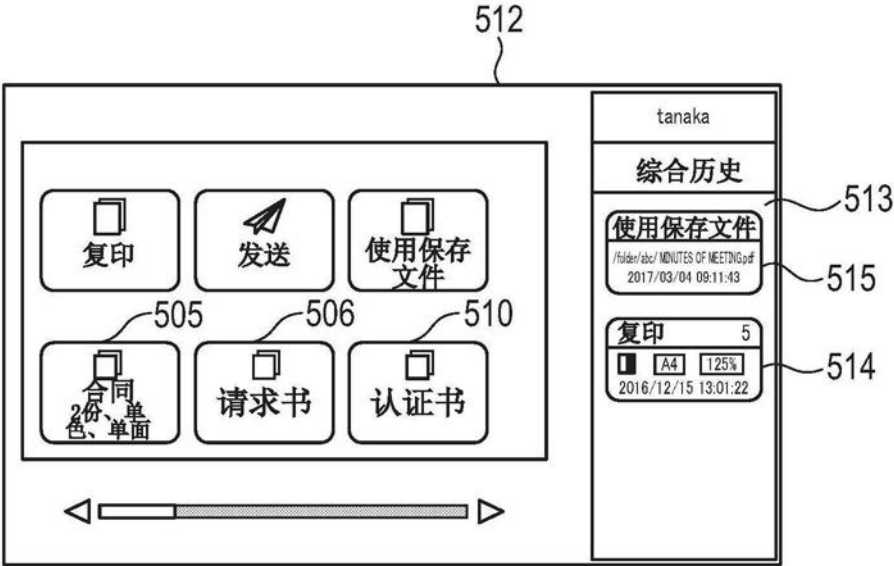 512
tanaka
综合历史
513
使用保存文件
/folder/abc/ MINUTES OF MEETING.pdf
2017/03/04 09:11:43
515
复印 5
A4 125%
2016/12/15 13:01:22
514
复印
发送
使用保存
文件
505
506
510
合同
2份、单
色、单面
请求书
认证书